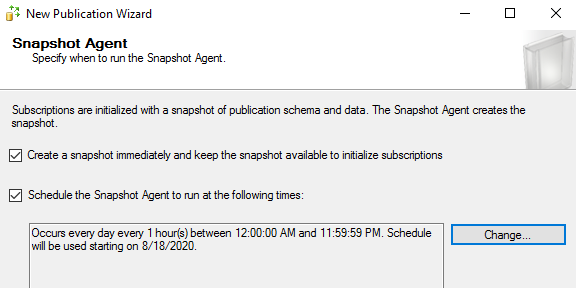 New Publication Wizard
Snapshot Agent
Specify when to run the Snapshot Agent.
Subscriptions are initialized with a snapshot of publication schema and data. The Snapshot Agent creates the
snapshot.
Create a snapshot immediately and keep the snapshot available to initialize subscriptions
Schedule the Snapshot Agent to run at the following times:
Occurs every day every 1 hour(s) between 12:00:00 AM and 11:59:59 PM. Schedule
will be used starting on 8/18/2020.
Change...